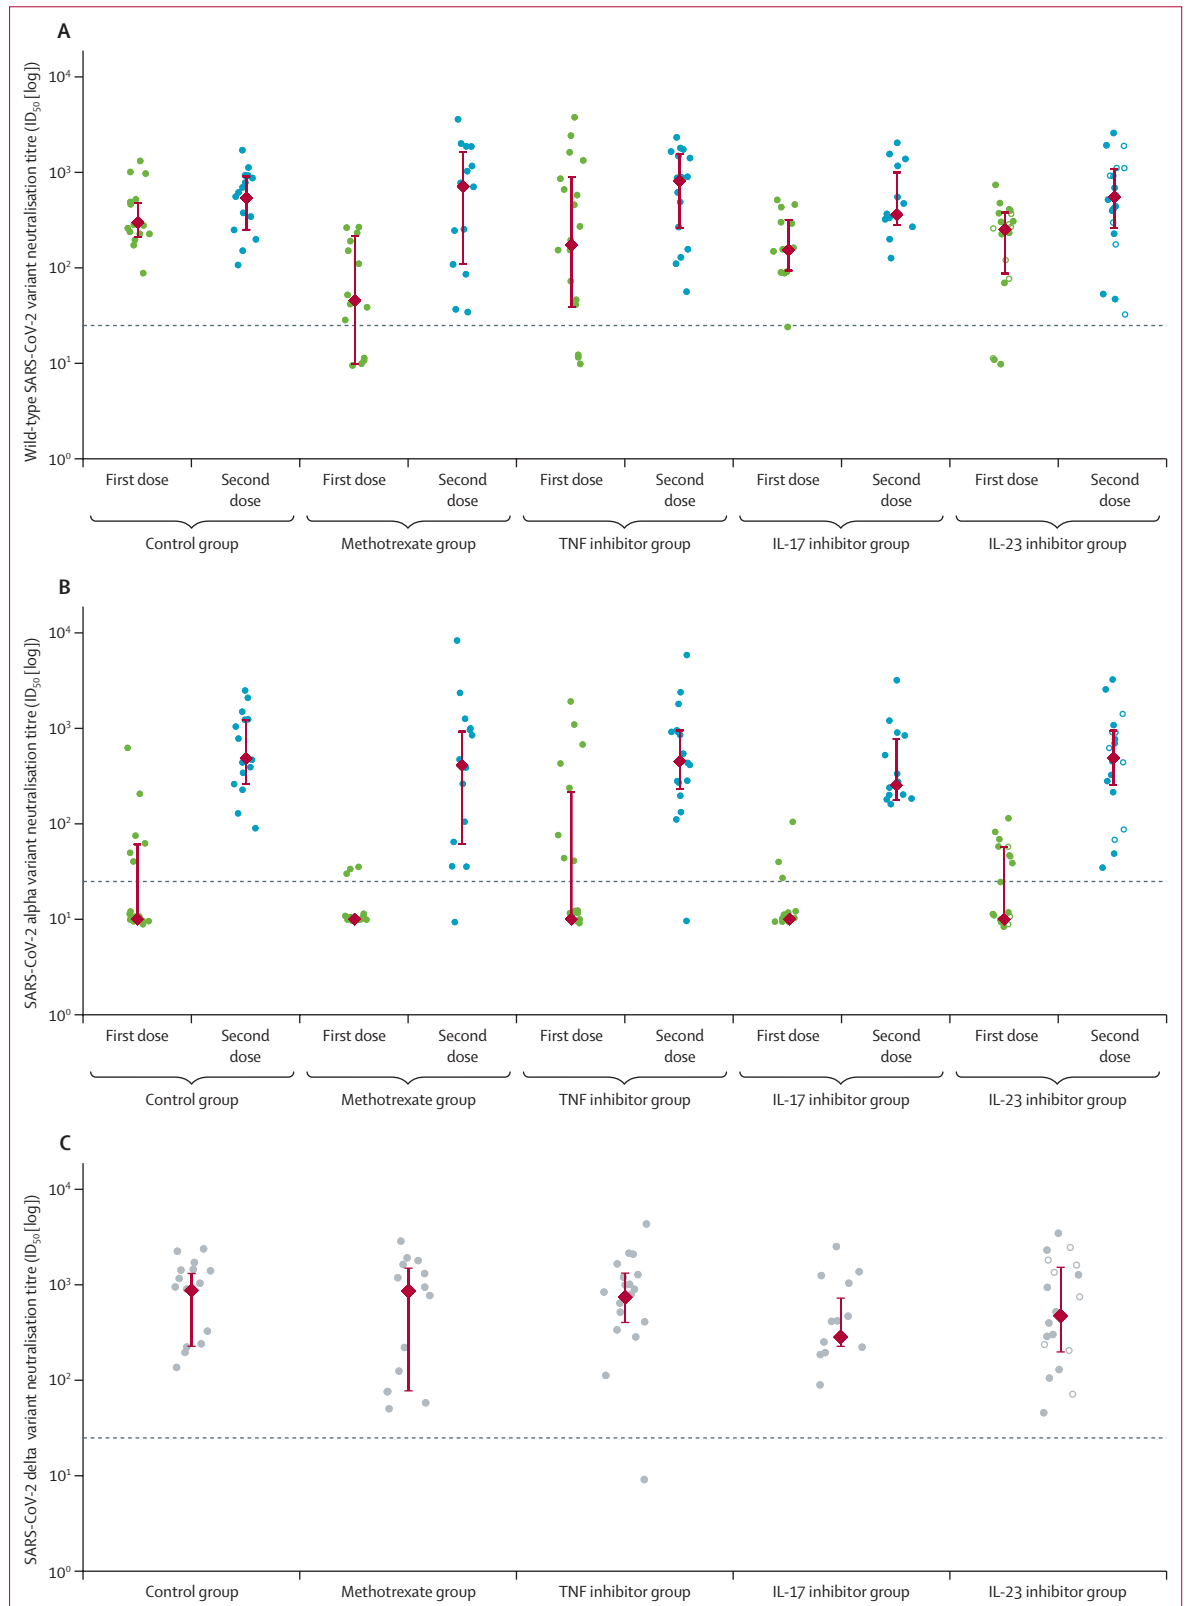 A
Wild-type SARS-CoV-2 variant neutralisation titre (ID₅₀ [log])
10⁴
10³
10²
10¹
10⁰
First dose
Second dose
First dose
Second dose
First dose
Second dose
First dose
Second dose
First dose
Second dose
Control group
Methotrexate group
TNF inhibitor group
IL-17 inhibitor group
IL-23 inhibitor group
B
SARS-CoV-2 alpha variant neutralisation titre (ID₅₀ [log])
10⁴
10³
10²
10¹
10⁰
First dose
Second dose
First dose
Second dose
First dose
Second dose
First dose
Second dose
First dose
Second dose
Control group
Methotrexate group
TNF inhibitor group
IL-17 inhibitor group
IL-23 inhibitor group
C
SARS-CoV-2 delta variant neutralisation titre (ID₅₀ [log])
10⁴
10³
10²
10¹
10⁰
Control group
Methotrexate group
TNF inhibitor group
IL-17 inhibitor group
IL-23 inhibitor group